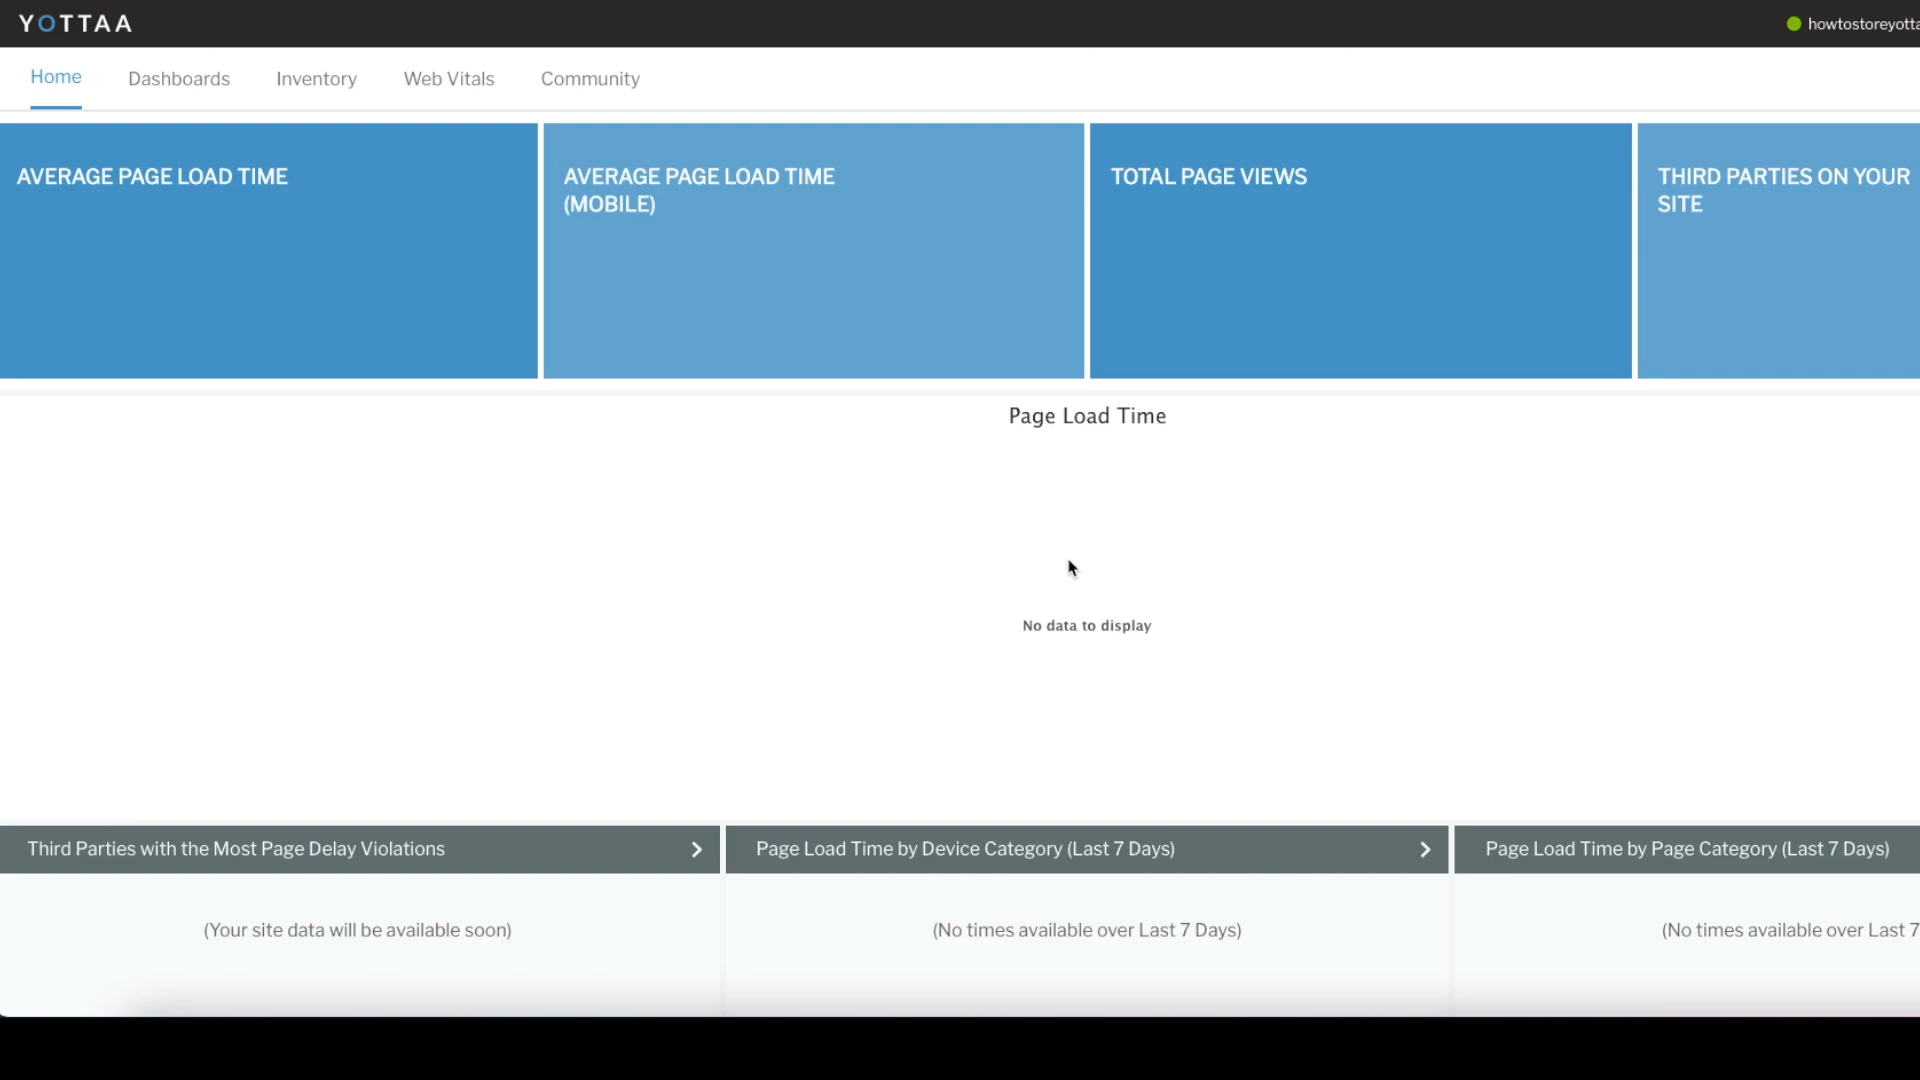 YOTTAA
howtostoreyotta
Home
Dashboards
Inventory
Web Vitals
Community
AVERAGE PAGE LOAD TIME
AVERAGE PAGE LOAD TIME
(MOBILE)
TOTAL PAGE VIEWS
THIRD PARTIES ON YOUR
SITE
Page Load Time
No data to display
Third Parties with the Most Page Delay Violations
Page Load Time by Device Category (Last 7 Days)
Page Load Time by Page Category (Last 7 Days)
(Your site data will be available soon)
(No times available over Last 7 Days)
(No times available over Last 7